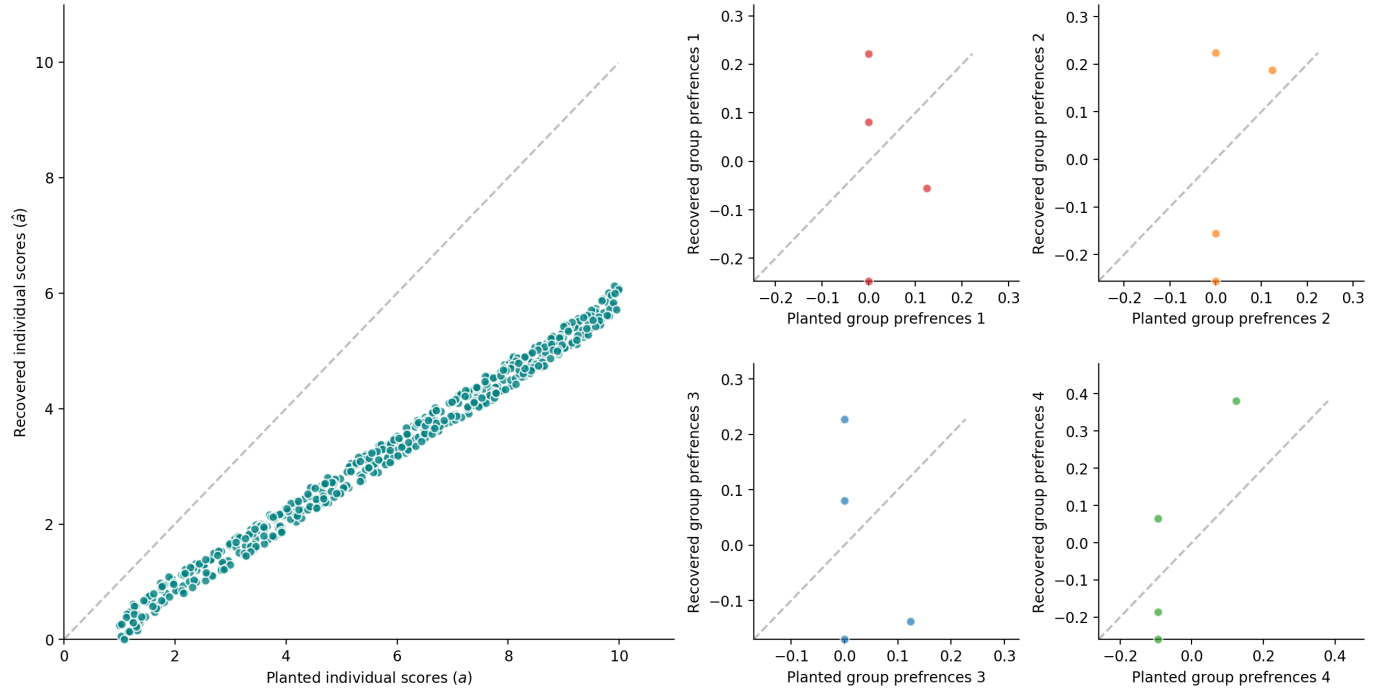 10
8
6
4
2
0
0 2 4 6 8 10
Recovered individual scores (â)
Planted individual scores (a)
0.3
0.2
0.1
0.0
−0.1
−0.2
−0.2 −0.1 0.0 0.1 0.2 0.3
Recovered group prefrences 1
Planted group prefrences 1
0.3
0.2
0.1
0.0
−0.1
−0.2
−0.2 −0.1 0.0 0.1 0.2 0.3
Recovered group prefrences 2
Planted group prefrences 2
0.3
0.2
0.1
0.0
−0.1
−0.1 0.0 0.1 0.2
Recovered group prefrences 3
Planted group prefrences 3
0.4
0.3
0.2
0.1
0.0
−0.1
−0.2
−0.2 0.0 0.2 0.4
Recovered group prefrences 4
Planted group prefrences 4